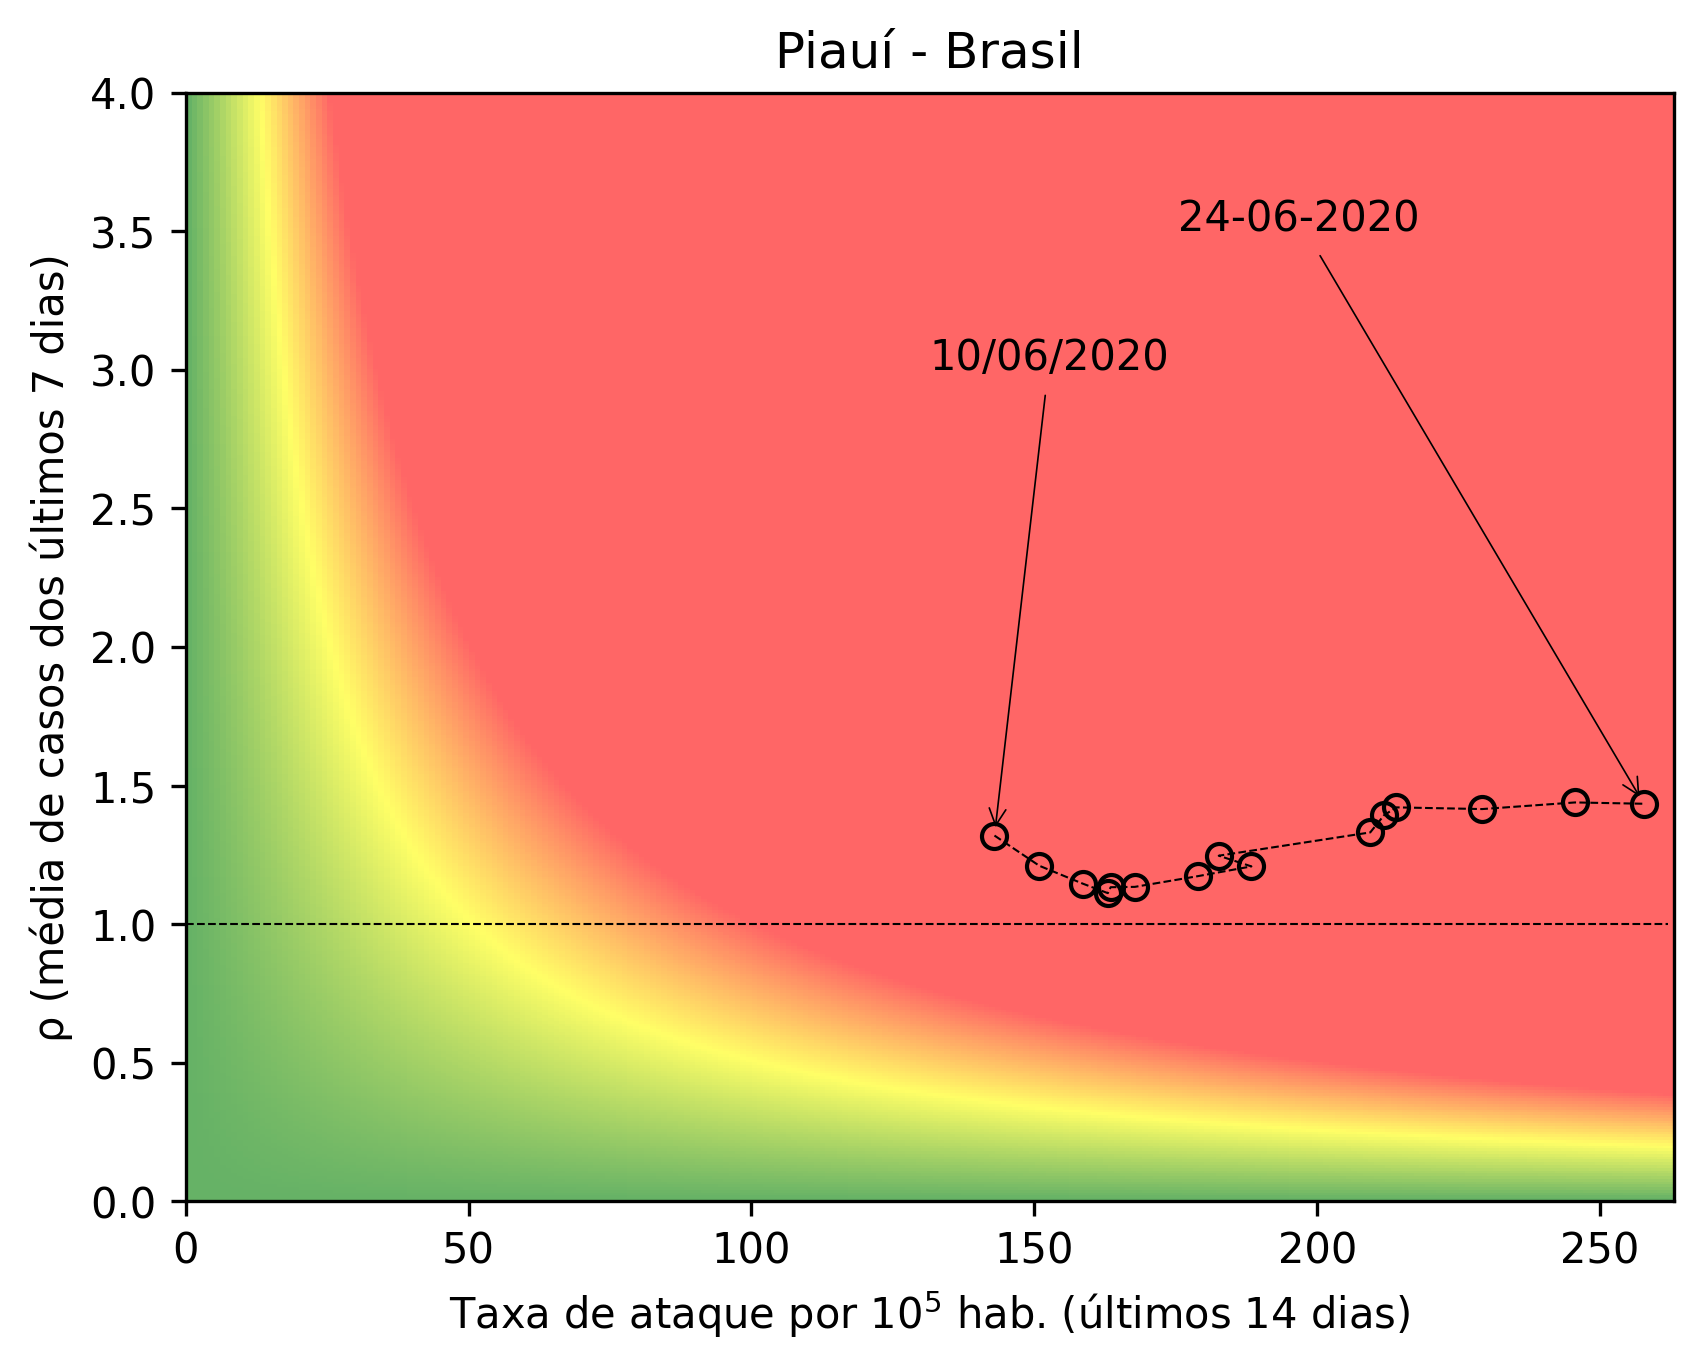 Piauí - Brasil
4.0
3.5
3.0
2.5
2.0
1.5
1.0
0.5
0.0
ρ (média de casos dos últimos 7 dias)
24-06-2020
10/06/2020
0 50 100 150 200 250
Taxa de ataque por 10⁵ hab. (últimos 14 dias)